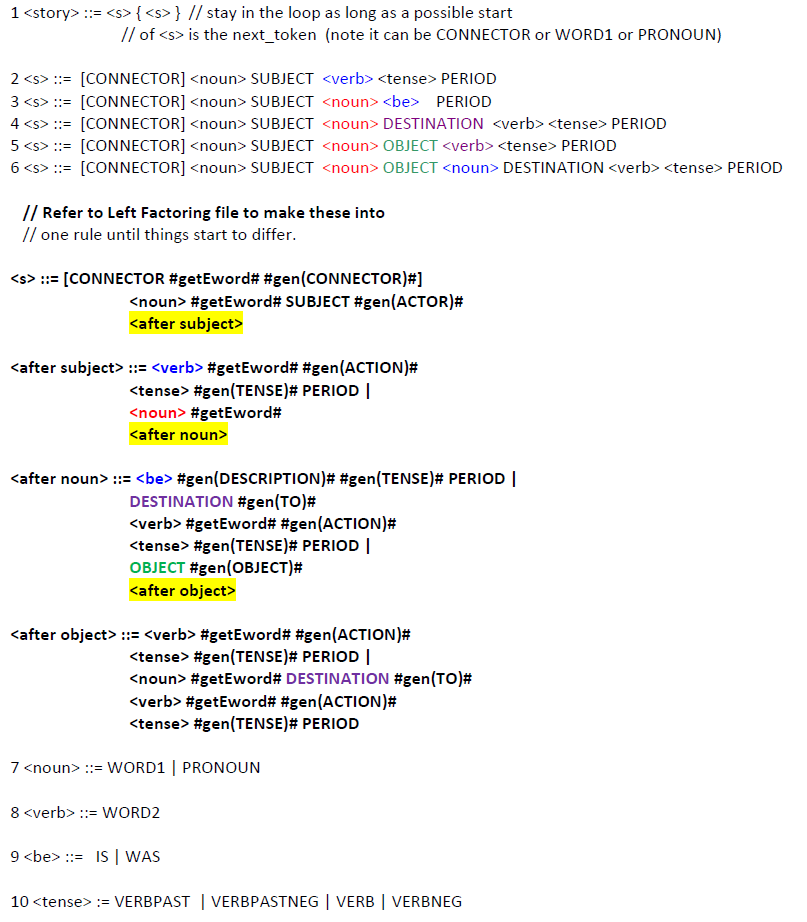 1 <story> ::= <s> { <s> }  // stay in the loop as long as a possible start
// of <s> is the next_token  (note it can be CONNECTOR or WORD1 or PRONOUN)
2 <s> ::=  [CONNECTOR] <noun> SUBJECT  <verb> <tense> PERIOD
3 <s> ::=  [CONNECTOR] <noun> SUBJECT  <noun> <be>    PERIOD
4 <s> ::=  [CONNECTOR] <noun> SUBJECT  <noun> DESTINATION  <verb> <tense> PERIOD
5 <s> ::=  [CONNECTOR] <noun> SUBJECT  <noun> OBJECT <verb> <tense> PERIOD
6 <s> ::=  [CONNECTOR] <noun> SUBJECT  <noun> OBJECT <noun> DESTINATION <verb> <tense> PERIOD
// Refer to Left Factoring file to make these into
// one rule until things start to differ.
<s> ::= [CONNECTOR #getEword# #gen(CONNECTOR)#]
<noun> #getEword# SUBJECT #gen(ACTOR)#
<after subject>
<after subject> ::= <verb> #getEword# #gen(ACTION)#
<tense> #gen(TENSE)# PERIOD |
<noun> #getEword#
<after noun>
<after noun> ::= <be> #gen(DESCRIPTION)# #gen(TENSE)# PERIOD |
DESTINATION #gen(TO)#
<verb> #getEword# #gen(ACTION)#
<tense> #gen(TENSE)# PERIOD |
OBJECT #gen(OBJECT)#
<after object>
<after object> ::= <verb> #getEword# #gen(ACTION)#
<tense> #gen(TENSE)# PERIOD |
<noun> #getEword# DESTINATION #gen(TO)#
<verb> #getEword# #gen(ACTION)#
<tense> #gen(TENSE)# PERIOD
7 <noun> ::= WORD1 | PRONOUN
8 <verb> ::= WORD2
9 <be> ::=   IS | WAS
10 <tense> := VERBPAST  | VERBPASTNEG | VERB | VERBNEG